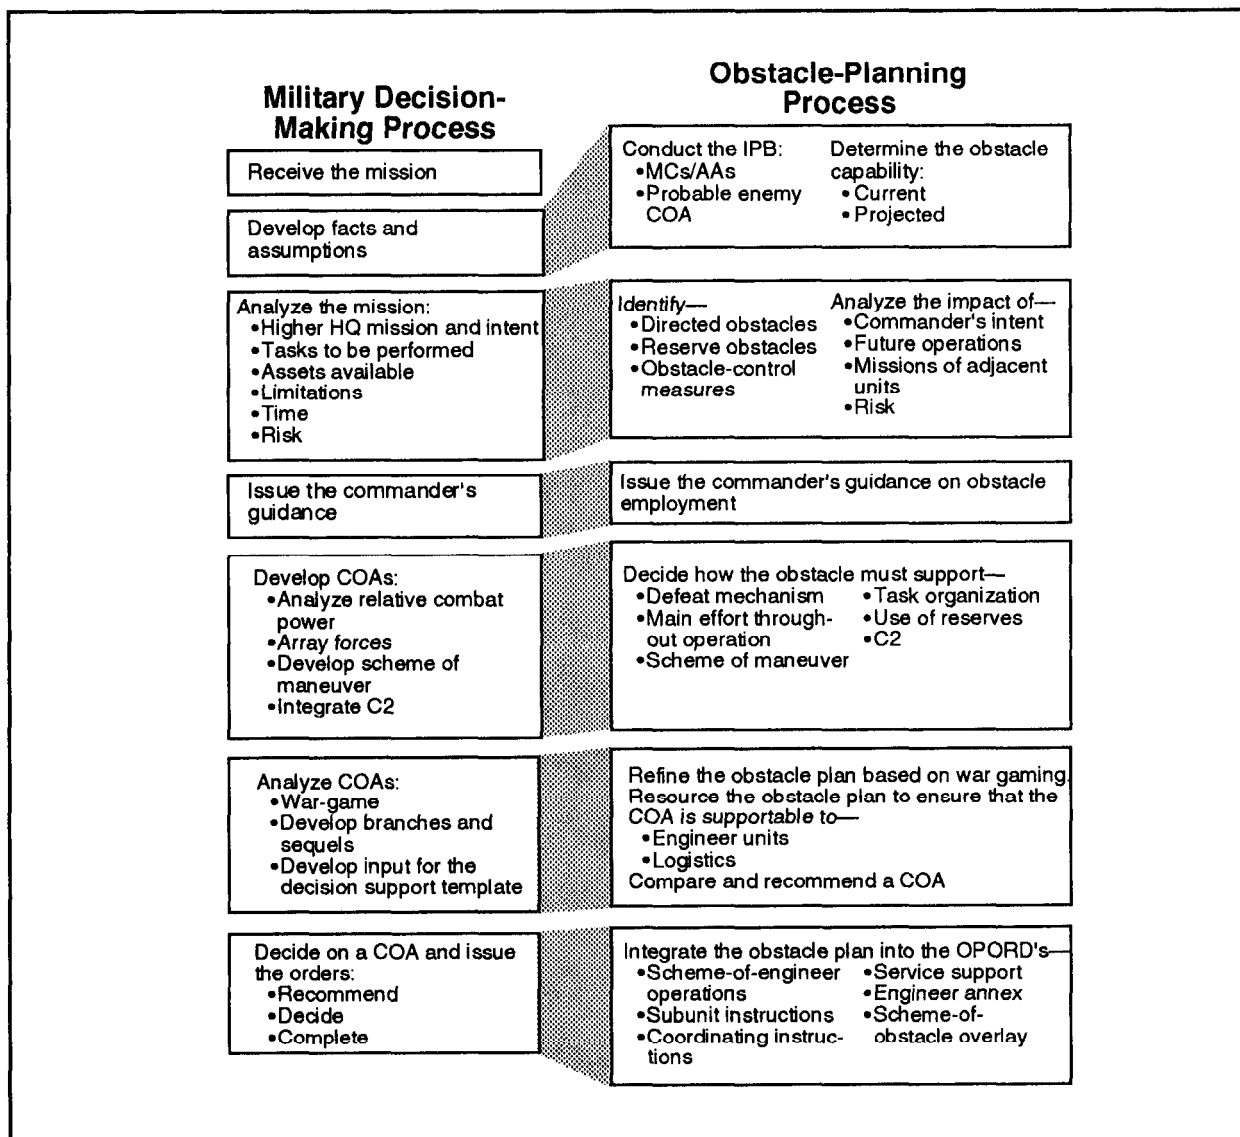 Military Decision-
Making Process
Receive the mission
Develop facts and
assumptions
Analyze the mission:
•Higher HQ mission and intent
•Tasks to be performed
•Assets available
•Limitations
•Time
•Risk
Issue the commander's
guidance
Develop COAs:
•Analyze relative combat
power
•Array forces
•Develop scheme of
maneuver
•Integrate C2
Analyze COAs:
•War-game
•Develop branches and
sequels
•Develop input for the
decision support template
Decide on a COA and issue
the orders:
•Recommend
•Decide
•Complete
Obstacle-Planning
Process
Conduct the IPB:
•MCs/AAs
•Probable enemy
COA
Determine the obstacle
capability:
•Current
•Projected
Identify—
•Directed obstacles
•Reserve obstacles
•Obstacle-control
measures
Analyze the impact of—
•Commander's intent
•Future operations
•Missions of adjacent
units
•Risk
Issue the commander's guidance on obstacle
employment
Decide how the obstacle must support—
•Defeat mechanism
•Main effort through-
out operation
•Scheme of maneuver
•Task organization
•Use of reserves
•C2
Refine the obstacle plan based on war gaming.
Resource the obstacle plan to ensure that the
COA is supportable to—
•Engineer units
•Logistics
Compare and recommend a COA
Integrate the obstacle plan into the OPORD's—
•Scheme-of-engineer
operations
•Subunit instructions
•Coordinating instruc-
tions
•Service support
•Engineer annex
•Scheme-of-
obstacle overlay